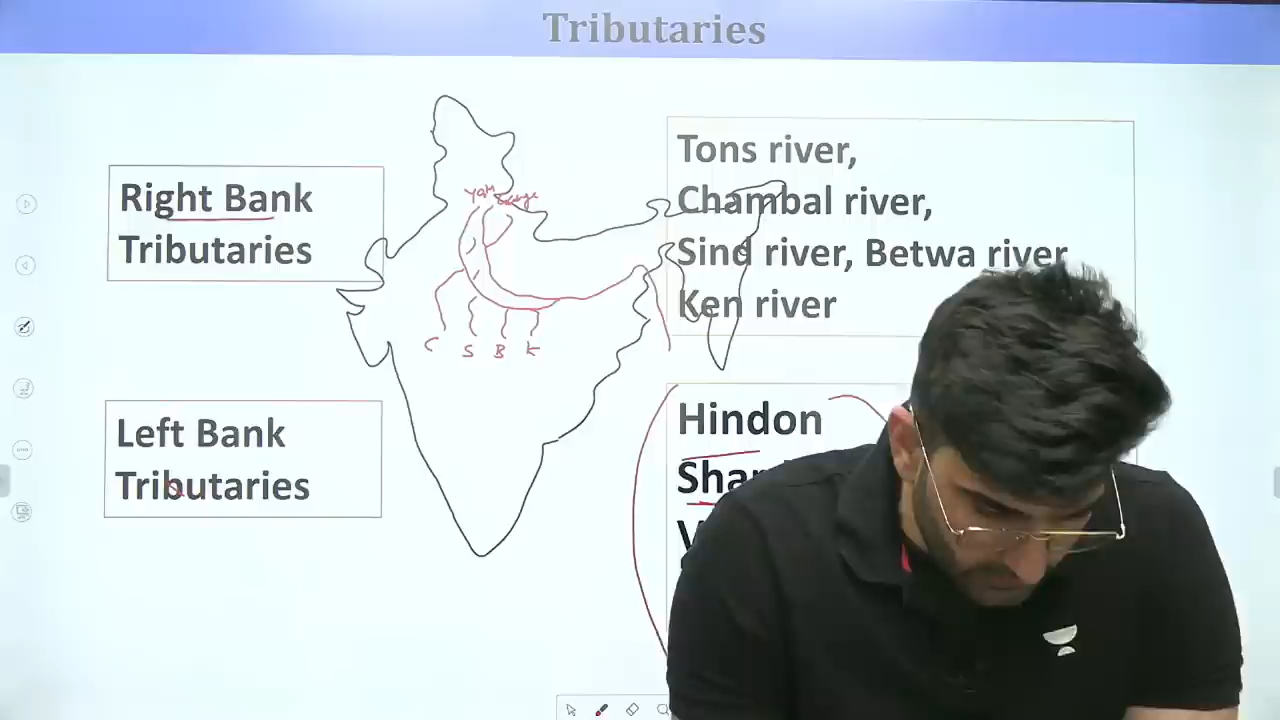 Tributaries
Right Bank
Tributaries
Tons river,
Chambal river,
Sind river, Betwa river
Ken river
C S B K
Left Bank
Tributaries
Hindon